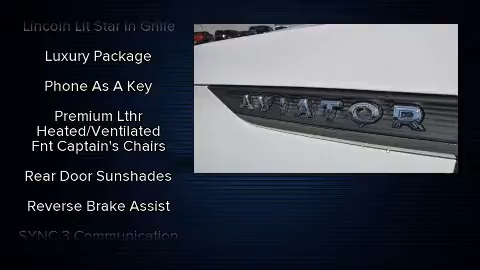 Lincoln Lit Star In Grille
Luxury Package
Phone As A Key
Premium Lthr
Heated/Ventilated
Fnt Captain's Chairs
Rear Door Sunshades
Reverse Brake Assist
SYNC 3 Communication
AVIATOR